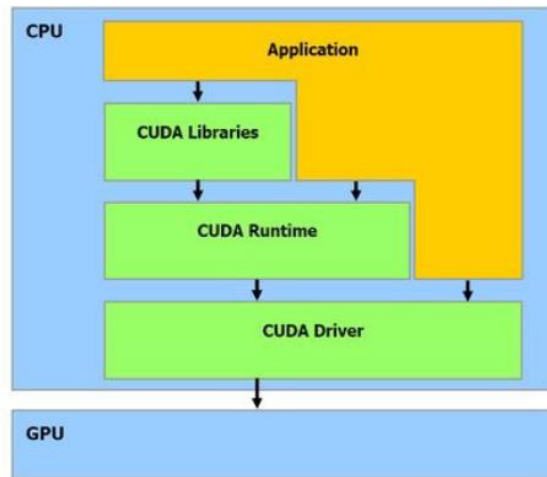 CPU
Application
CUDA Libraries
CUDA Runtime
CUDA Driver
GPU